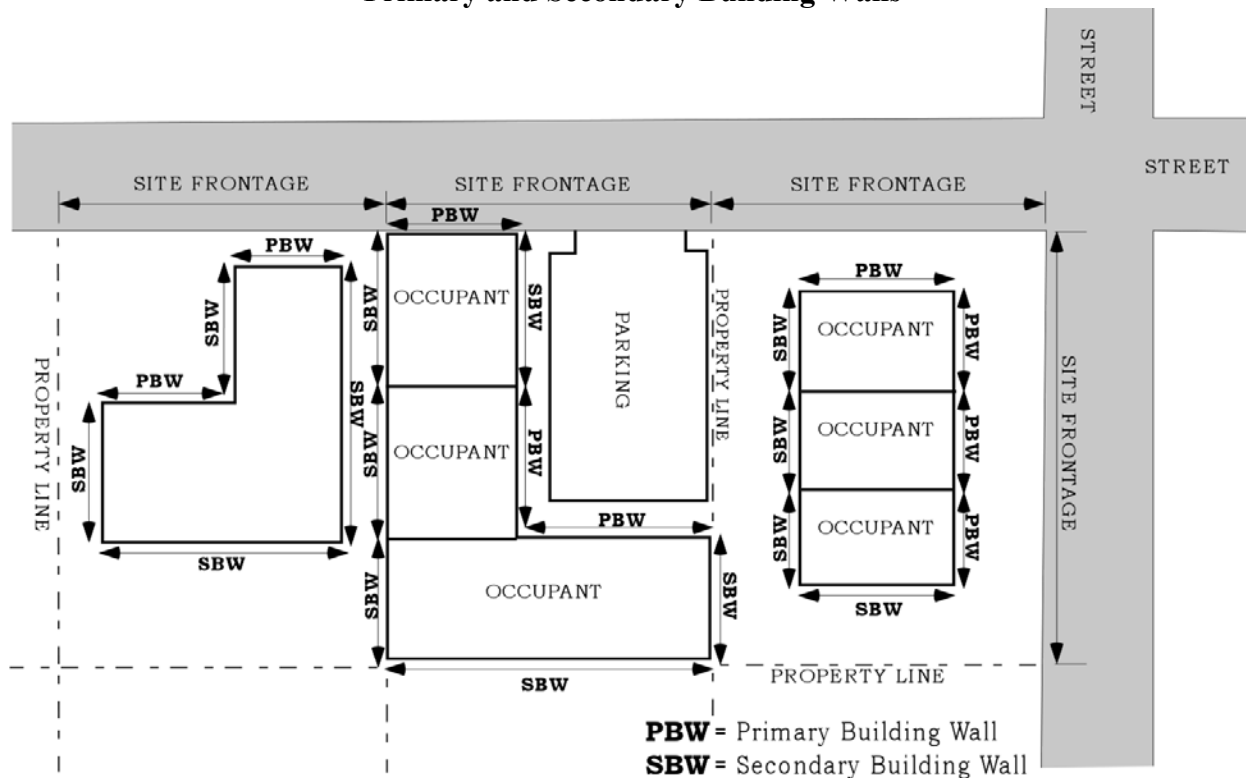 Primary and Secondary Building Walls
STREET
STREET
SITE FRONTAGE
SITE FRONTAGE
SITE FRONTAGE
PBW
PBW
SBW
SBW
PBW
SBW
SBW
SBW
PROPERTY LINE
OCCUPANT
SBW
SBW
OCCUPANT
SBW
PBW
PARKING
PROPERTY LINE
PBW
OCCUPANT
SBW
SBW
SBW
PBW
OCCUPANT
SBW
PBW
OCCUPANT
SBW
PBW
OCCUPANT
SBW
PBW
SBW
SITE FRONTAGE
PROPERTY LINE
PBW = Primary Building Wall
SBW = Secondary Building Wall